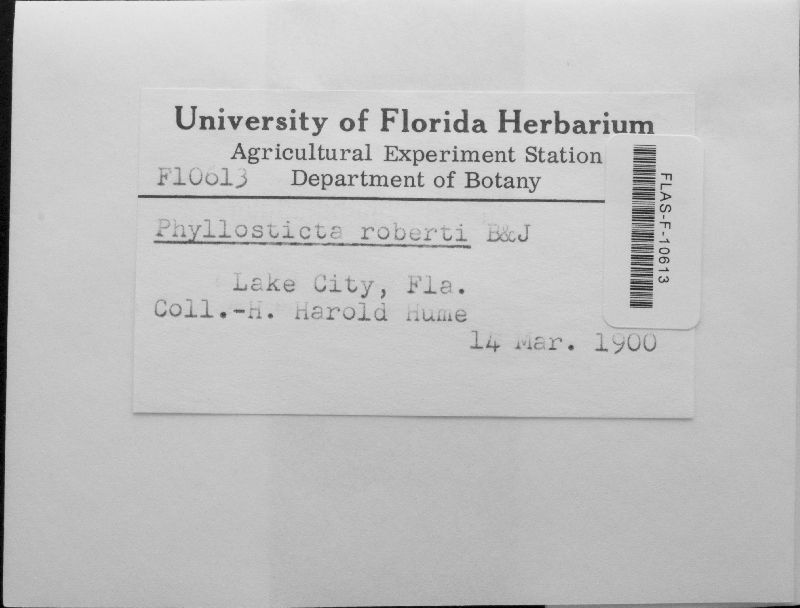 University of Florida Herbarium
Agricultural Experiment Station
F10613 Department of Botany
Phyllosticta roberti B&J
Lake City, Fla.
Coll.-H. Harold Hume
14 Mar. 1900
FLAS-F-10613